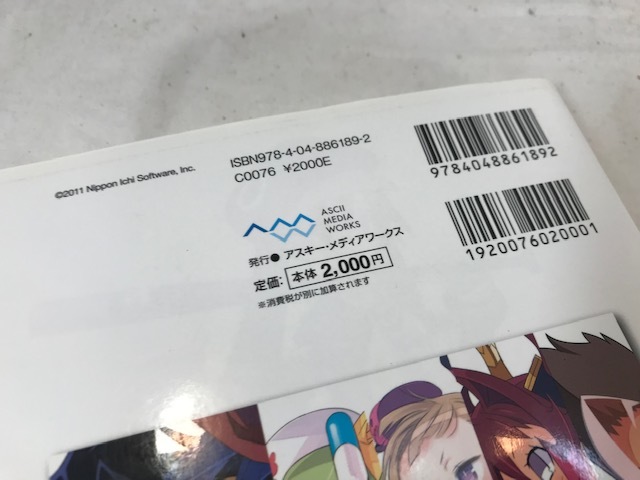 ©2011 Nippon Ichi Software, Inc.
ISBN978-4-04-886189-2
C0076 ¥2000E
9784048861892
1920076020001
ASCII
MEDIA
WORKS
発行● アスキー・メディアワークス
定価: 本体 2,000円
※消費税が別に加算されます